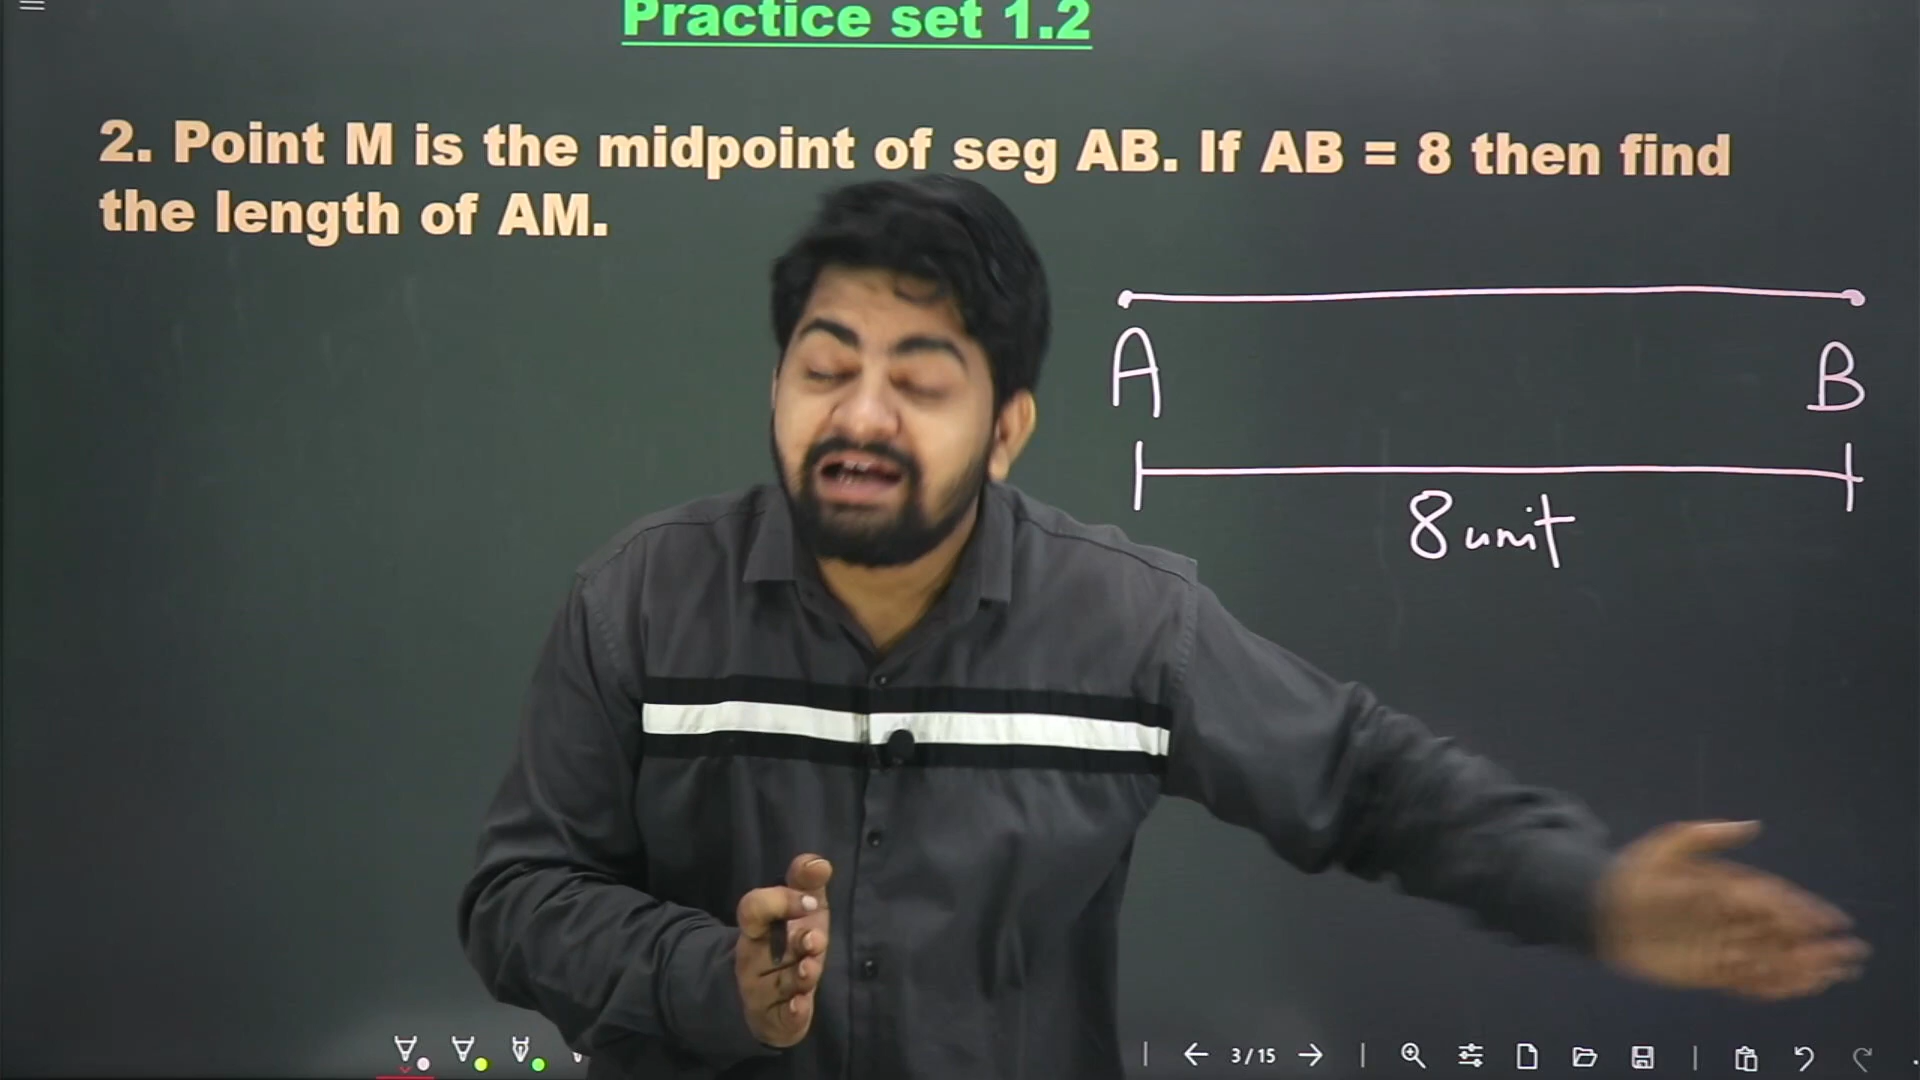 Practice set 1.2
2. Point M is the midpoint of seg AB. If AB = 8 then find
the length of AM.
A
B
8 unit
3/15